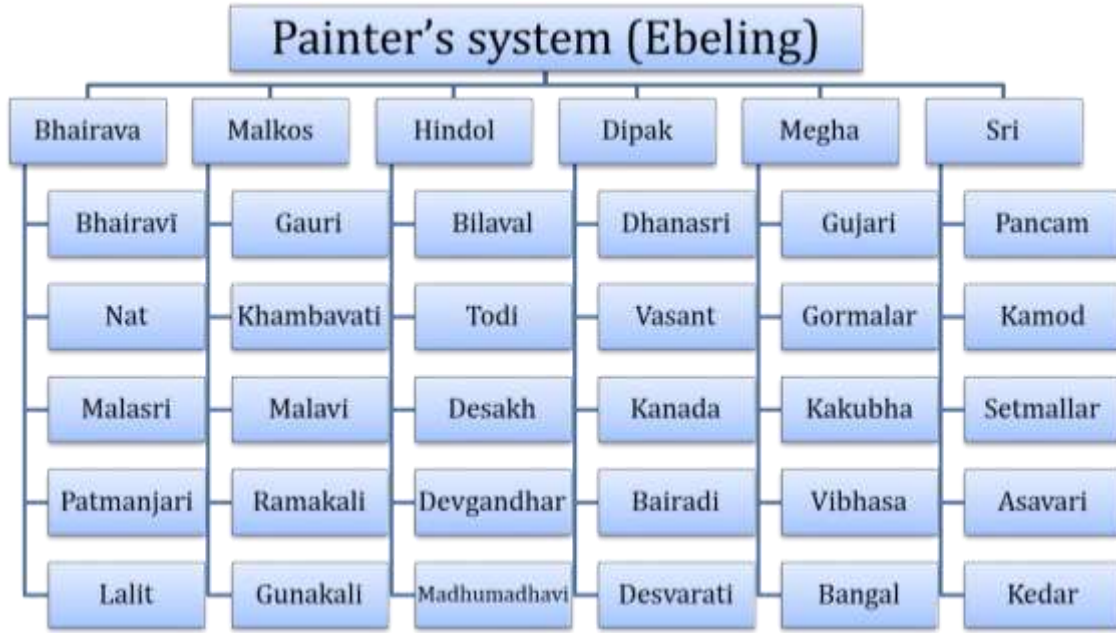 Painter's system (Ebeling)
Bhairava Malkos Hindol Dipak Megha Sri
Bhairavī Gauri Bilaval Dhanasri Gujari Pancam
Nat Khambavati Todi Vasant Gormalar Kamod
Malasri Malavi Desakh Kanada Kakubha Setmallar
Patmanjari Ramakali Devgandhar Bairadi Vibhasa Asavari
Lalit Gunakali Madhumadhavi Desvarati Bangal Kedar